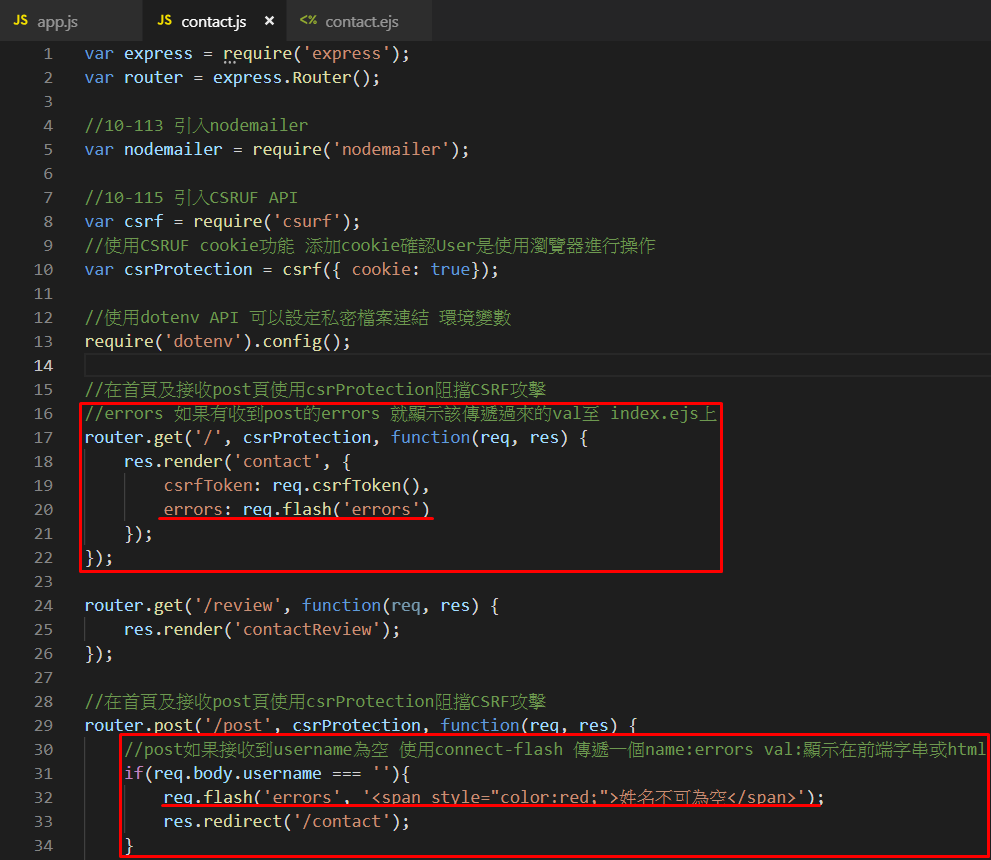 JS app.js JS contact.js × <% contact.ejs
1 var express = require('express');
2 var router = express.Router();
3
4 //10-113 引入nodemailer
5 var nodemailer = require('nodemailer');
6
7 //10-115 引入CSRUF API
8 var csrf = require('csurf');
9 //使用CSRUF cookie功能 添加cookie確認User是使用瀏覽器進行操作
10 var csrProtection = csrf({ cookie: true});
11
12 //使用dotenv API 可以設定私密檔案連結 環境變數
13 require('dotenv').config();
14
15 //在首頁及接收post頁使用csrProtection阻擋CSRF攻擊
16 //errors 如果有收到post的errors 就顯示該傳遞過來的val至 index.ejs上
17 router.get('/', csrProtection, function(req, res) {
18 res.render('contact', {
19 csrfToken: req.csrfToken(),
20 errors: req.flash('errors')
21 });
22 });
23
24 router.get('/review', function(req, res) {
25 res.render('contactReview');
26 });
27
28 //在首頁及接收post頁使用csrProtection阻擋CSRF攻擊
29 router.post('/post', csrProtection, function(req, res) {
30 //post如果接收到username為空 使用connect-flash 傳遞一個name:errors val:顯示在前端字串或html
31 if(req.body.username === ''){
32 req.flash('errors', '<span style="color:red;">姓名不可為空</span>');
33 res.redirect('/contact');
34 }